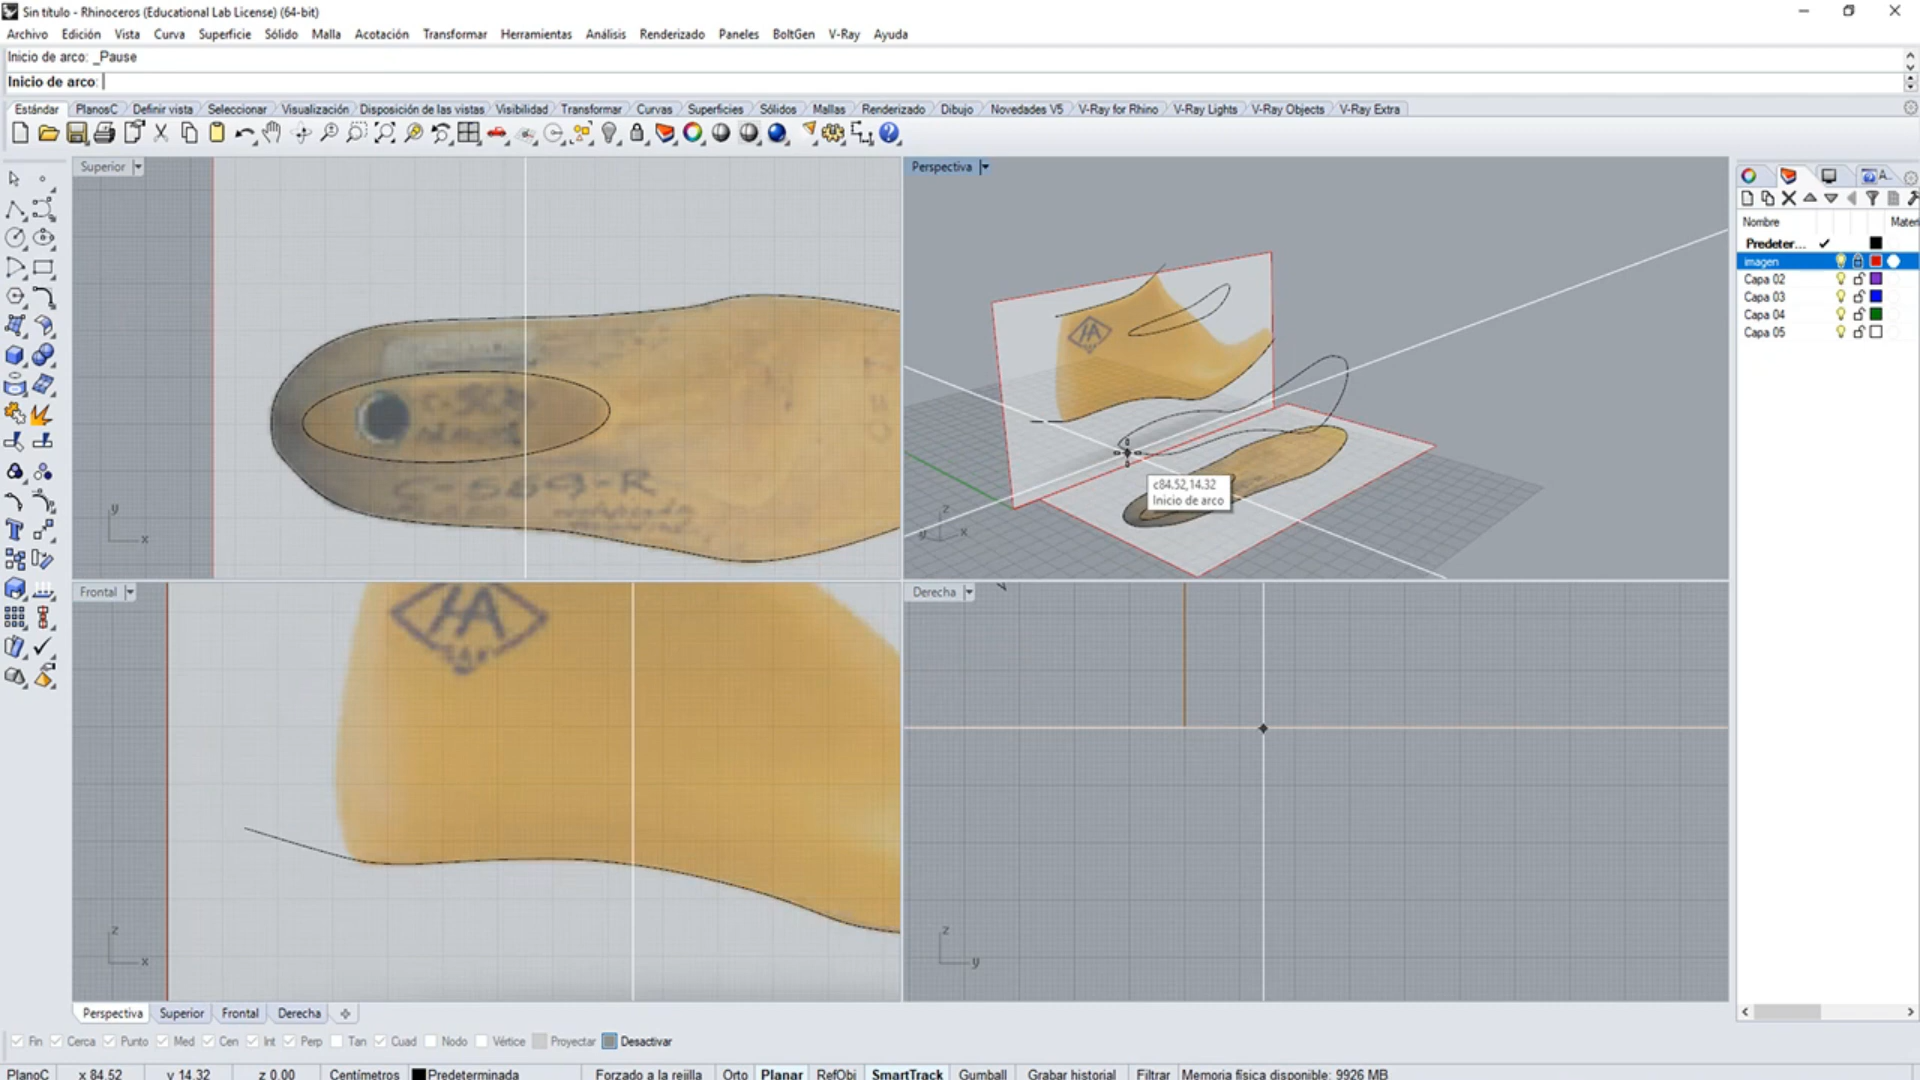 Sin título - Rhinoceros (Educational Lab License) (64-bit)
Archivo Edición Vista Curva Superficie Sólido Malla Acotación Transformar Herramientas Análisis Renderizado Paneles BoltGen V-Ray Ayuda
Inicio de arco: _Pause
Inicio de arco:
Estándar PlanosC Definir vista Seleccionar Visualización Disposición de las vistas Visibilidad Transformar Curvas Superficies Sólidos Mallas Renderizado Dibujo Novedades V5 V-Ray for Rhino V-Ray Lights V-Ray Objects V-Ray Extra
Superior
Perspectiva
A..
Nombre Materi
Predeter...
imagen
Capa 02
Capa 03
Capa 04
Capa 05
HA
C-569-R
y
x
c84.52,14.32
Inicio de arco
z
y x
Frontal
Derecha
HA
z
x
z
y
Perspectiva Superior Frontal Derecha
Fin Cerca Punto Med Cen Int Perp Tan Cuad Nodo Vértice Proyectar Desactivar
PlanoC x 84.52 y 14.32 z 0.00 Centímetros Predeterminada Forzado a la rejilla Orto Planar RefObj SmartTrack Gumball Grabar historial Filtrar Memoria física disponible: 9926 MB